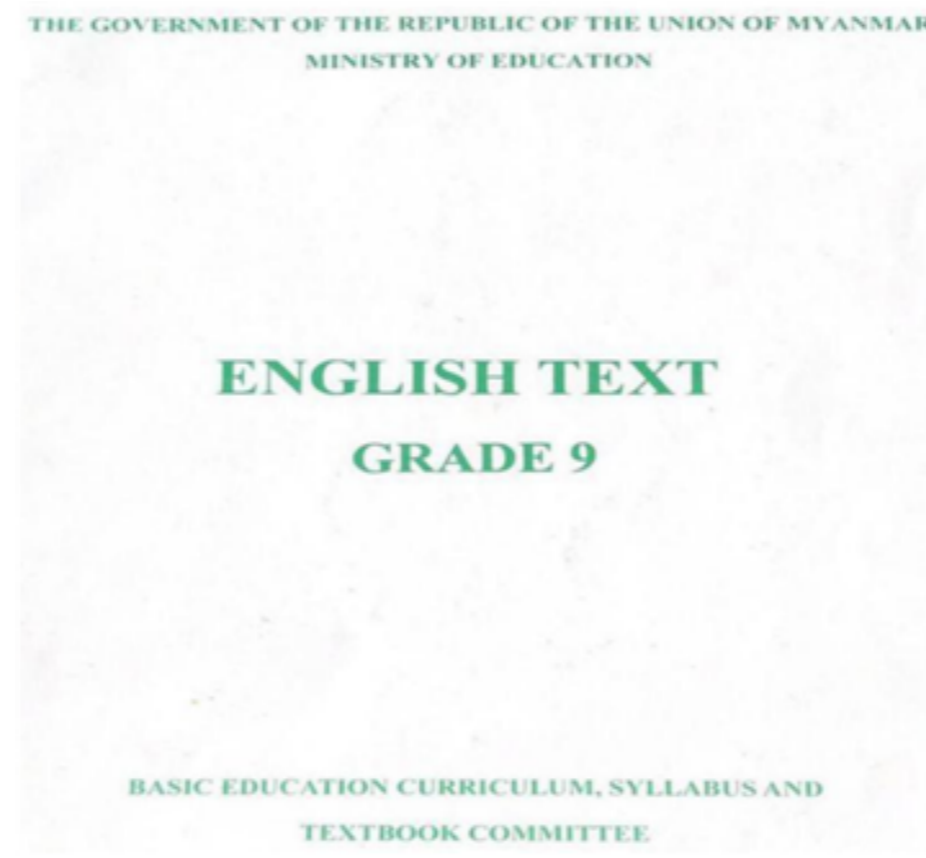 THE GOVERNMENT OF THE REPUBLIC OF THE UNION OF MYANMAR
MINISTRY OF EDUCATION
ENGLISH TEXT
GRADE 9
BASIC EDUCATION CURRICULUM, SYLLABUS AND
TEXTBOOK COMMITTEE